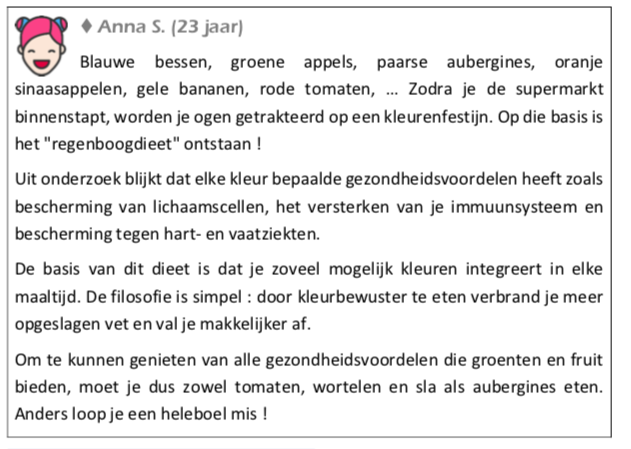 ♦ Anna S. (23 jaar)
Blauwe bessen, groene appels, paarse aubergines, oranje
sinaasappelen, gele bananen, rode tomaten, ... Zodra je de supermarkt
binnenstapt, worden je ogen getrakteerd op een kleurenfestijn. Op die basis is
het "regenboogdieet" ontstaan !
Uit onderzoek blijkt dat elke kleur bepaalde gezondheidsvoordelen heeft zoals
bescherming van lichaamscellen, het versterken van je immuunsysteem en
bescherming tegen hart- en vaatziekten.
De basis van dit dieet is dat je zoveel mogelijk kleuren integreert in elke
maaltijd. De filosofie is simpel : door kleurbewuster te eten verbrand je meer
opgeslagen vet en val je makkelijker af.
Om te kunnen genieten van alle gezondheidsvoordelen die groenten en fruit
bieden, moet je dus zowel tomaten, wortelen en sla als aubergines eten.
Anders loop je een heleboel mis !